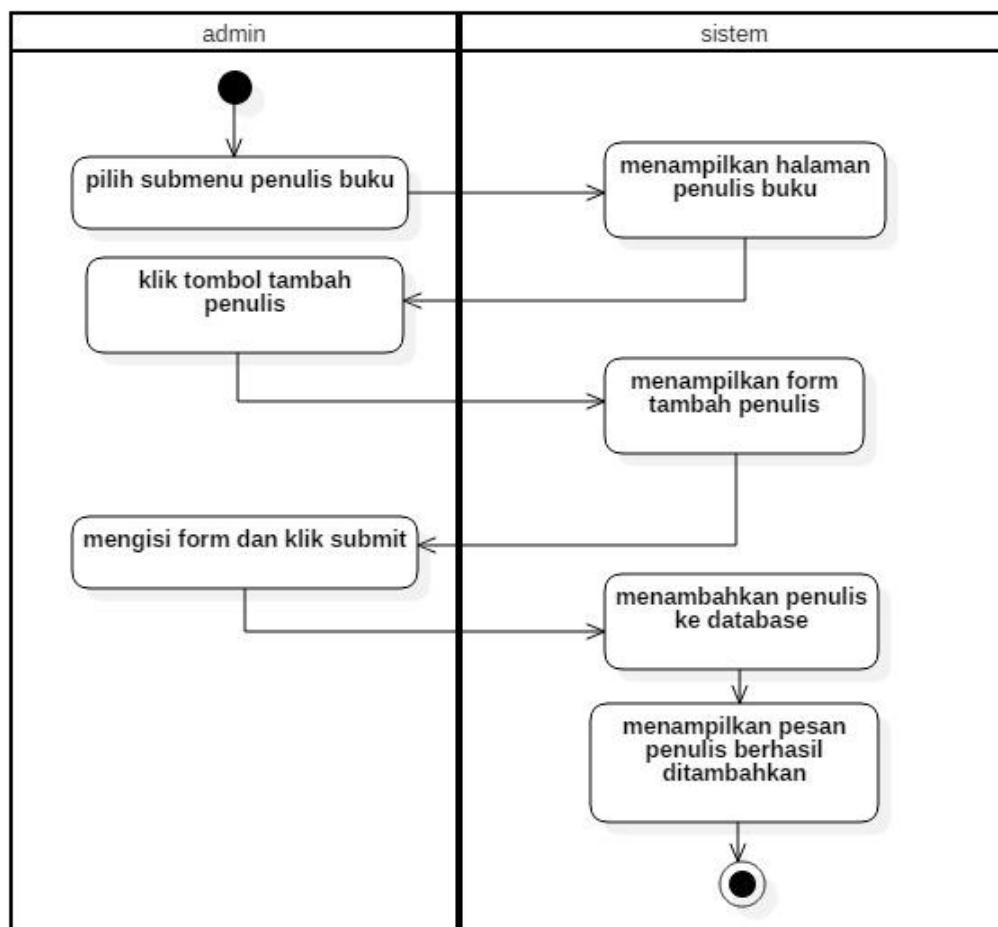 admin
sistem
pilih submenu penulis buku
menampilkan halaman
penulis buku
klik tombol tambah
penulis
menampilkan form
tambah penulis
mengisi form dan klik submit
menambahkan penulis
ke database
menampilkan pesan
penulis berhasil
ditambahkan